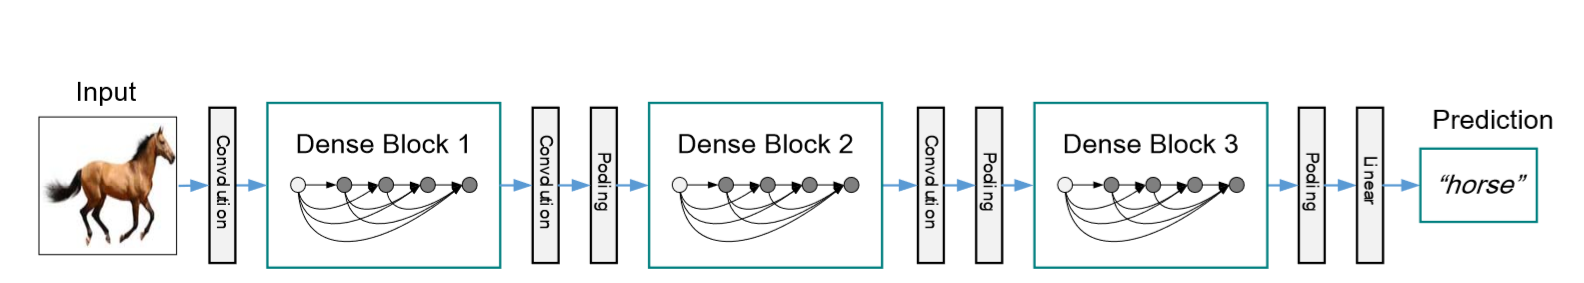 Input
Convolution
Dense Block 1
Convolution
Pooling
Dense Block 2
Convolution
Pooling
Dense Block 3
Pooling
Linear
Prediction
“horse”